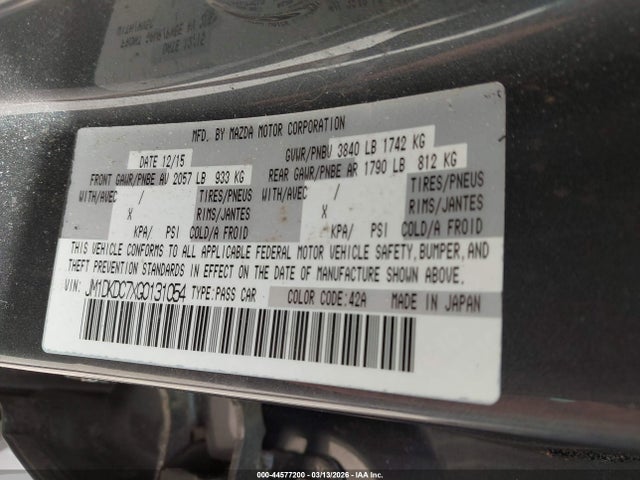 MFD. BY MAZDA MOTOR CORPORATION
DATE 12/15 GVWR/PNBV 3840 LB 1742 KG
FRONT GAWR/PNBE AV 2057 LB 933 KG REAR GAWR/PNBE AR 1790 LB 812 KG
WITH/AVEC / TIRES/PNEUS WITH/AVEC / TIRES/PNEUS
X RIMS/JANTES X RIMS/JANTES
KPA/ PSI COLD/A FROID KPA/ PSI COLD/A FROID
THIS VEHICLE CONFORMS TO ALL APPLICABLE FEDERAL MOTOR VEHICLE SAFETY, BUMPER, AND
THEFT PREVENTION STANDARDS IN EFFECT ON THE DATE OF MANUFACTURE SHOWN ABOVE.
VIN: JM1DKDC7XG0131054 TYPE:PASS CAR COLOR CODE:42A MADE IN JAPAN
000-44577200 - 03/13/2026 - IAA Inc.